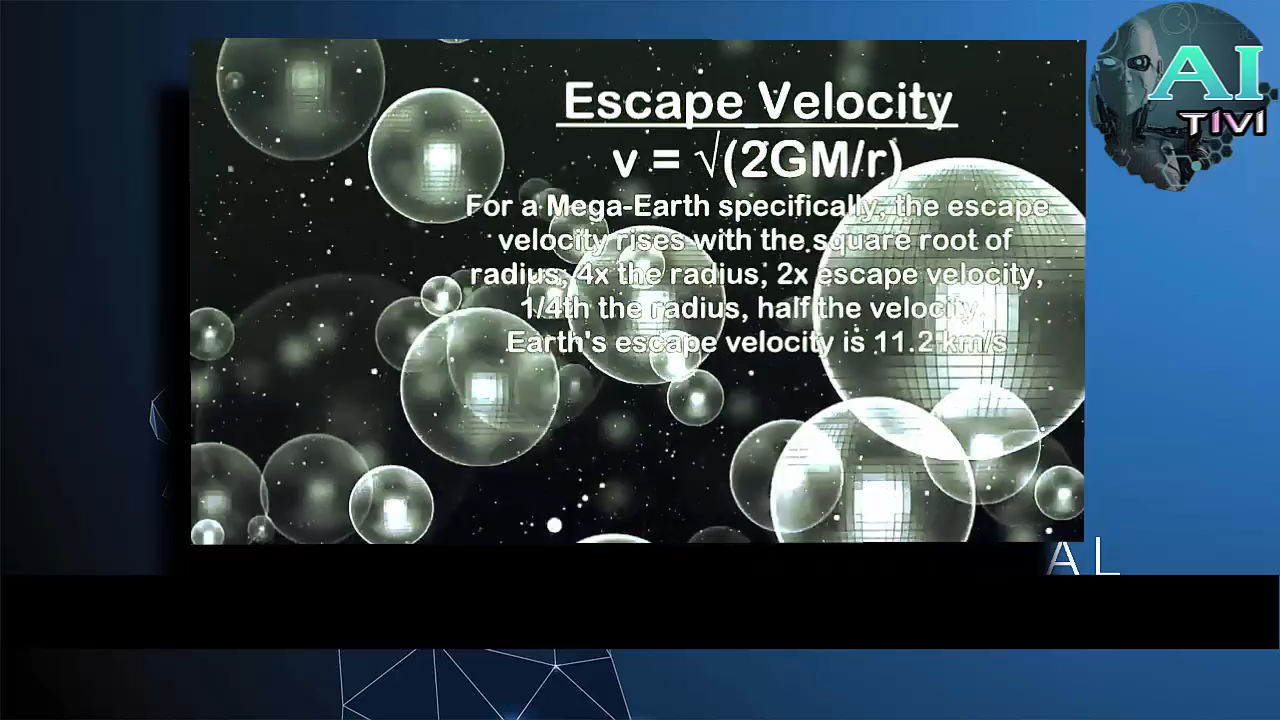 AI
TIVI
Escape Velocity
v = √(2GM/r)
For a Mega-Earth specifically, the escape
velocity rises with the square root of
radius, 4x the radius, 2x escape velocity,
1/4th the radius, half the velocity.
Earth's escape velocity is 11.2 km/s
AL